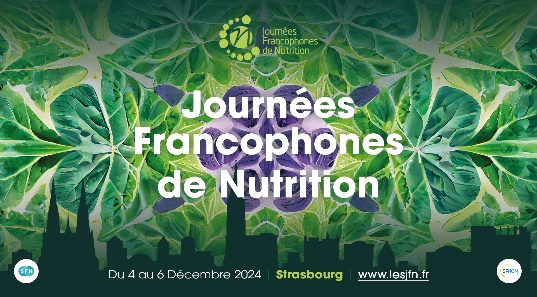 Journées
Francophones
de Nutrition
Journées
Francophones
de Nutrition
Du 4 au 6 Décembre 2024 | Strasbourg | www.lesjfn.fr
SFN